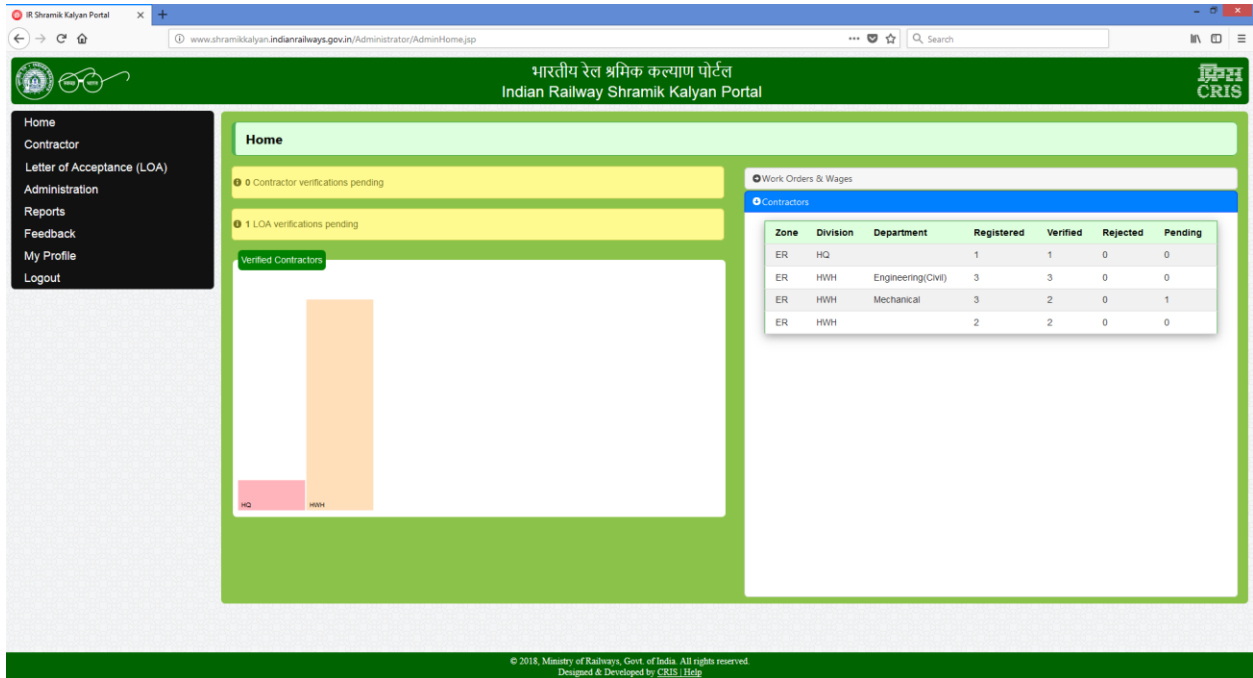 IR Shramik Kalyan Portal
www.shramikkalyan.indianrailways.gov.in/Administrator/AdminHome.jsp
Search
भारतीय रेल श्रमिक कल्याण पोर्टल
Indian Railway Shramik Kalyan Portal
क्रिस
CRIS
Home
Contractor
Letter of Acceptance (LOA)
Administration
Reports
Feedback
My Profile
Logout
Home
0 Contractor verifications pending
1 LOA verifications pending
Verified Contractors
HQ HWH
Work Orders & Wages
Contractors
Zone Division Department Registered Verified Rejected Pending
ER HQ 1 1 0 0
ER HWH Engineering(Civil) 3 3 0 0
ER HWH Mechanical 3 2 0 1
ER HWH 2 2 0 0
© 2018, Ministry of Railways, Govt. of India. All rights reserved.
Designed & Developed by CRIS | Help